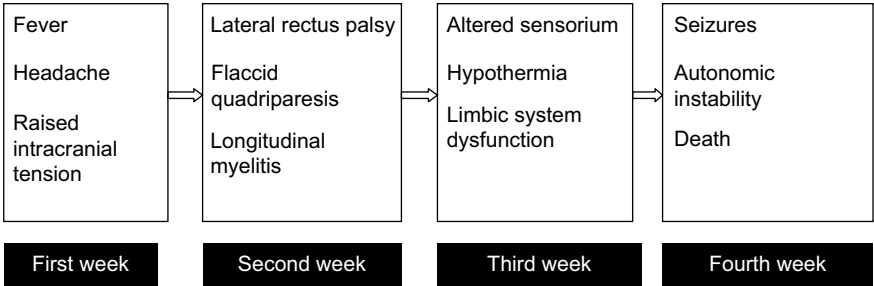 Fever
Headache
Raised
intracranial
tension
Lateral rectus palsy
Flaccid
quadriparesis
Longitudinal
myelitis
Altered sensorium
Hypothermia
Limbic system
dysfunction
Seizures
Autonomic
instability
Death
First week
Second week
Third week
Fourth week